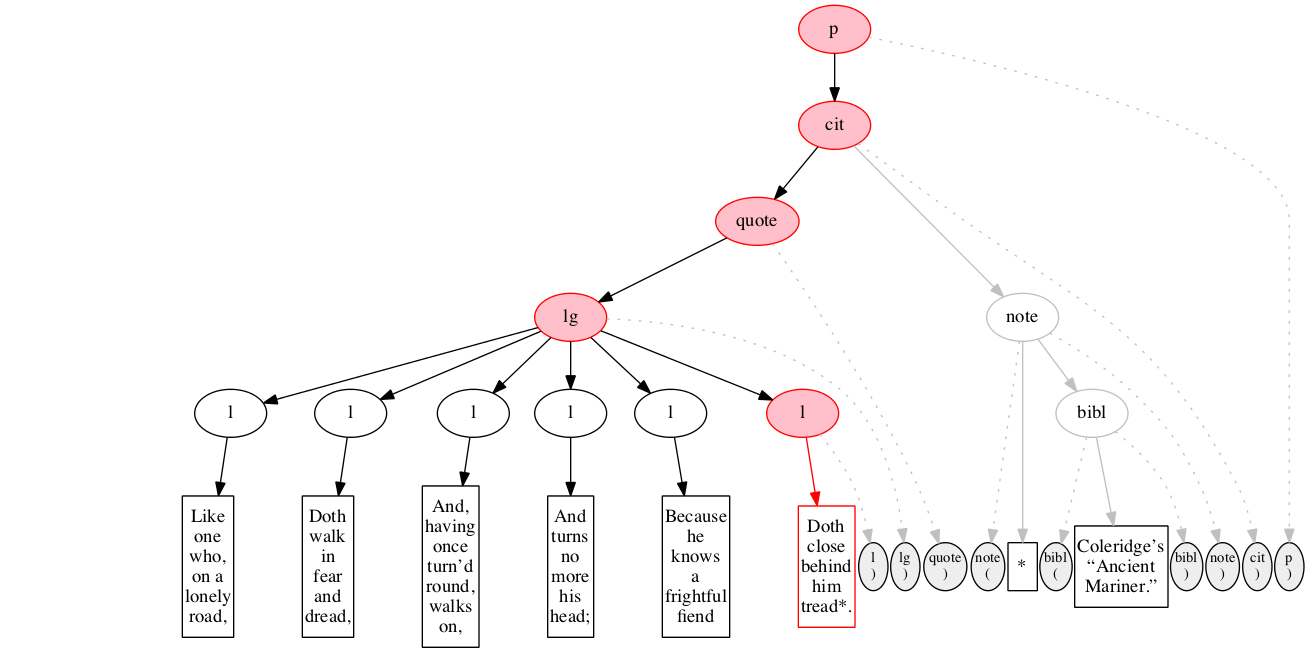 p
cit
quote
lg
note
l
l
l
l
l
l
bibl
Like
one
who,
on a
lonely
road,
Doth
walk
in
fear
and
dread,
And,
having
once
turn’d
round,
walks
on,
And
turns
no
more
his
head;
Because
he
knows
a
frightful
fiend
Doth
close
behind
him
tread*.
l
)
lg
)
quote
)
note
(
*
bibl
(
Coleridge’s
“Ancient
Mariner.”
bibl
)
note
)
cit
)
p
)